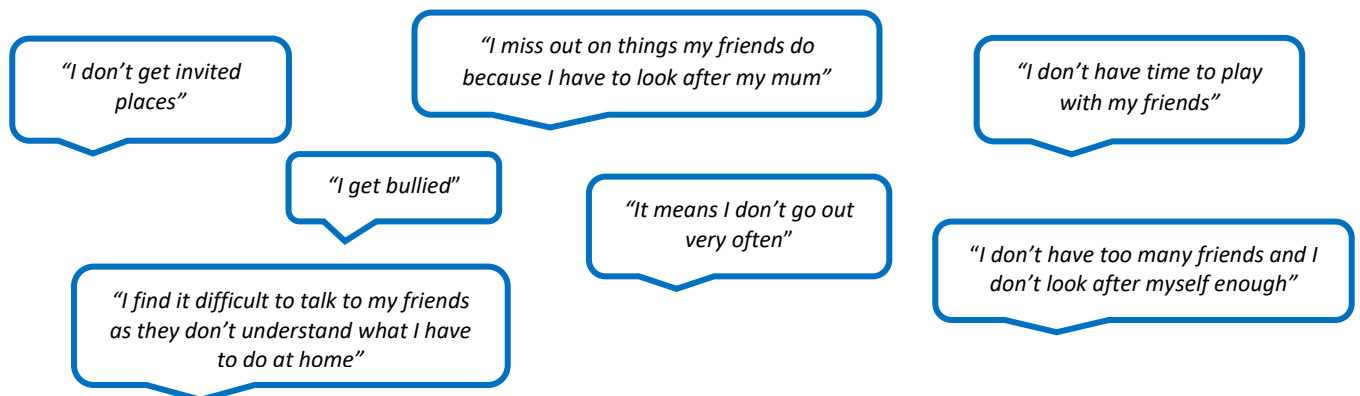 “I don’t get invited
places”
“I miss out on things my friends do
because I have to look after my mum”
“I don’t have time to play
with my friends”
“I get bullied”
“It means I don’t go out
very often”
“I don’t have too many friends and I
don’t look after myself enough”
“I find it difficult to talk to my friends
as they don’t understand what I have
to do at home”